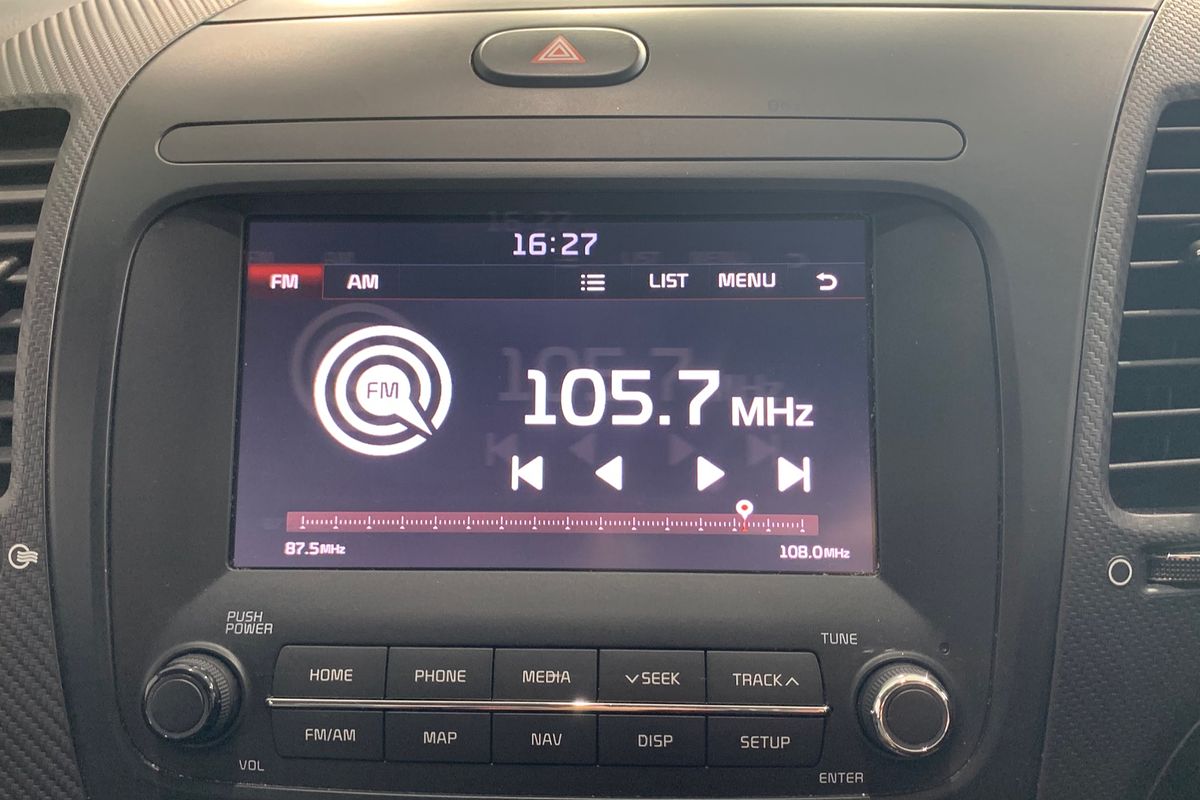 16:27
FM AM LIST MENU
FM
105.7 MHz
87.5MHz 108.0MHz
PUSH
POWER
TUNE
HOME PHONE MEDIA SEEK TRACK
FM/AM MAP NAV DISP SETUP
VOL
ENTER